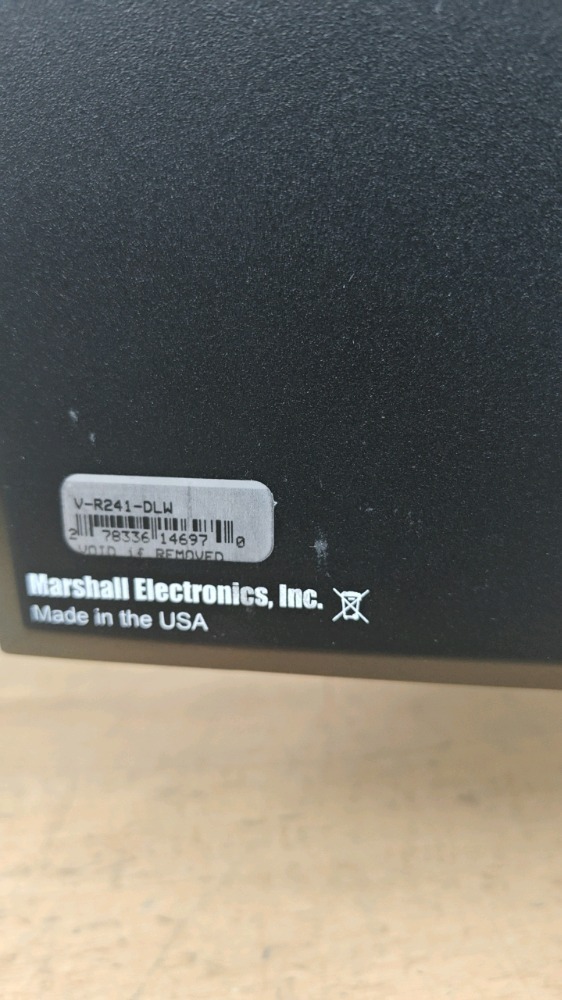 V-R241-DLW
2 78336 14697 0
VOID if REMOVED
Marshall Electronics, Inc.
Made in the USA